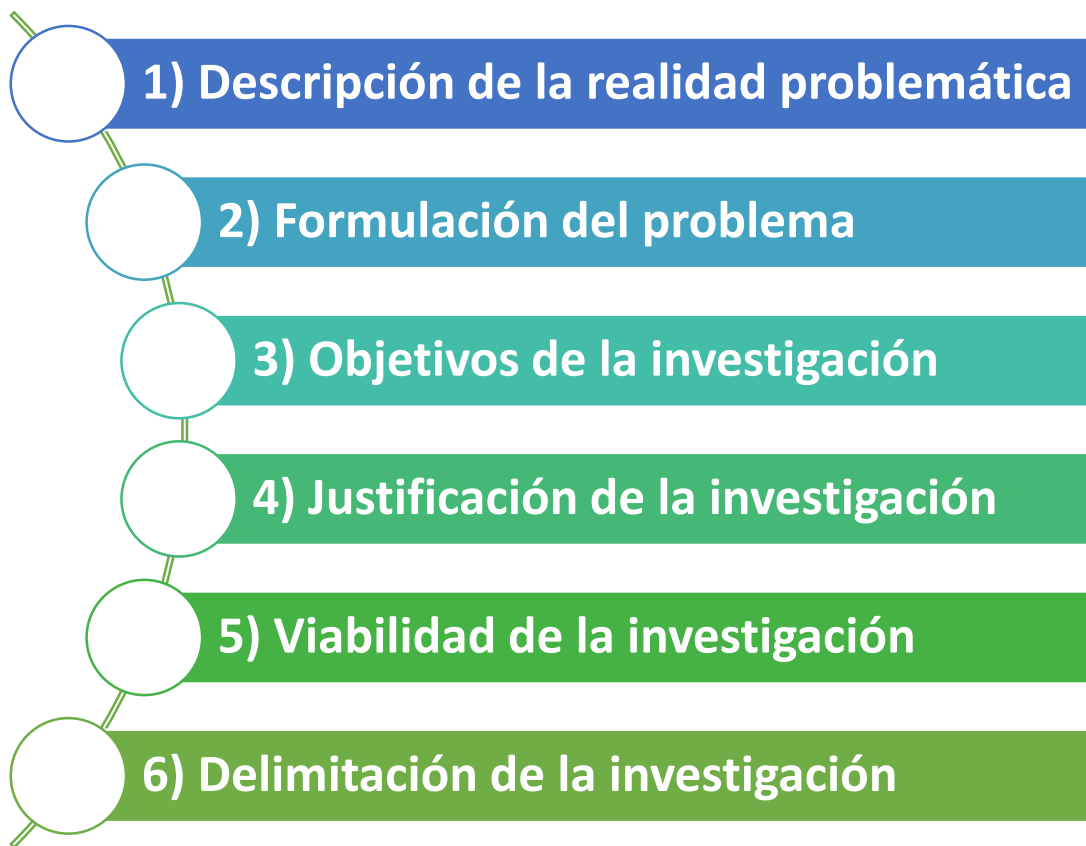 1) Descripción de la realidad problemática
2) Formulación del problema
3) Objetivos de la investigación
4) Justificación de la investigación
5) Viabilidad de la investigación
6) Delimitación de la investigación